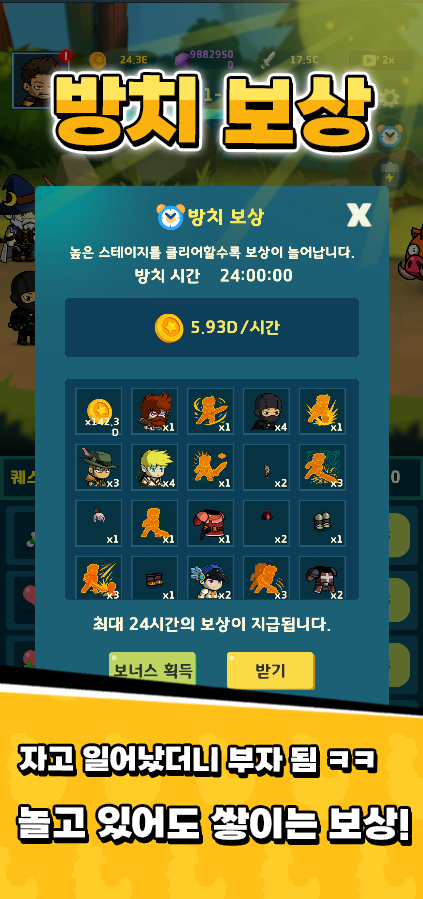 24.3E
9882950
0
17.5C
2x
방치 보상
방치 보상
X
높은 스테이지를 클리어할수록 보상이 늘어납니다.
방치 시간 24:00:00
5.93D/시간
x142.3
D
x1
x1
x4
x1
x3
x4
x1
x2
x3
x1
x1
x1
x2
x1
x3
x1
x2
x3
x2
최대 24시간의 보상이 지급됩니다.
보너스 획득
받기
자고 일어났더니 부자 됨 ㅋㅋ
놀고 있어도 쌓이는 보상!